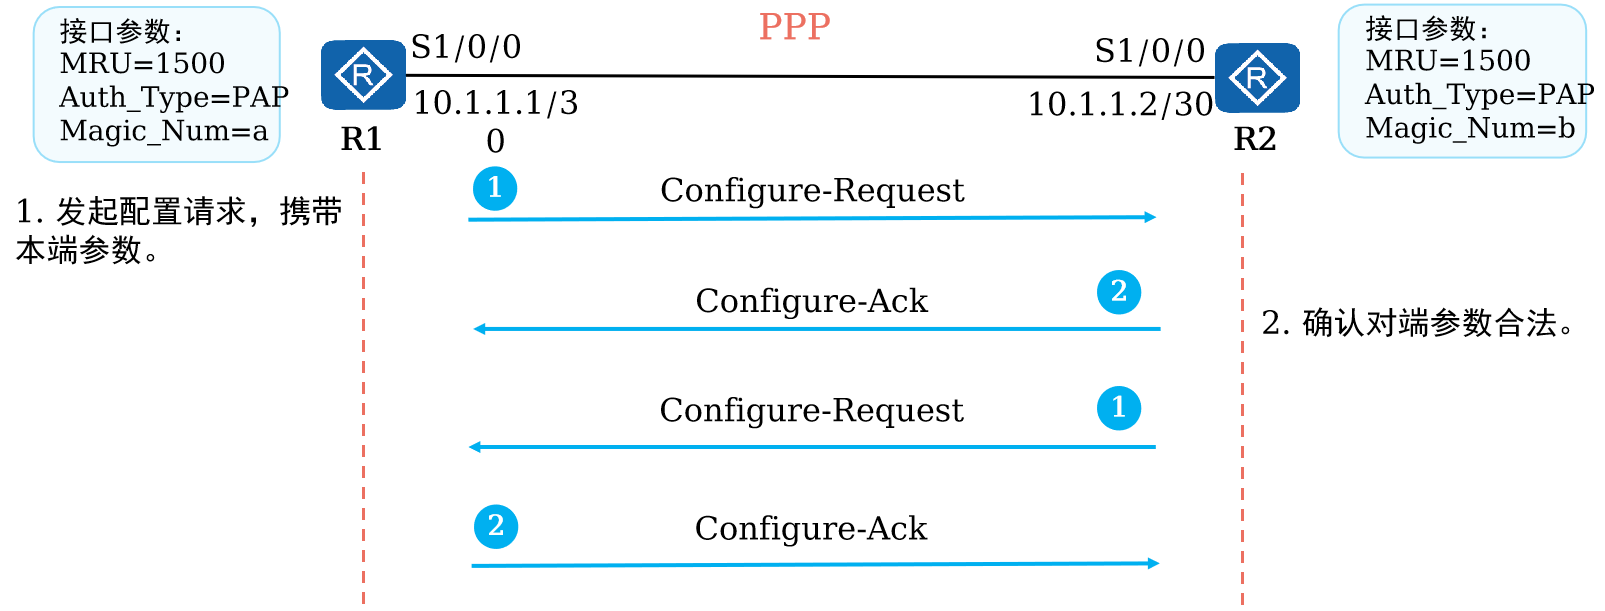 接口参数：
MRU=1500
Auth_Type=PAP
Magic_Num=a
PPP
S1/0/0
S1/0/0
R
R
10.1.1.1/3
0
10.1.1.2/30
R1
R2
接口参数：
MRU=1500
Auth_Type=PAP
Magic_Num=b
1. 发起配置请求，携带
本端参数。
1
Configure-Request
2
Configure-Ack
2. 确认对端参数合法。
1
Configure-Request
2
Configure-Ack